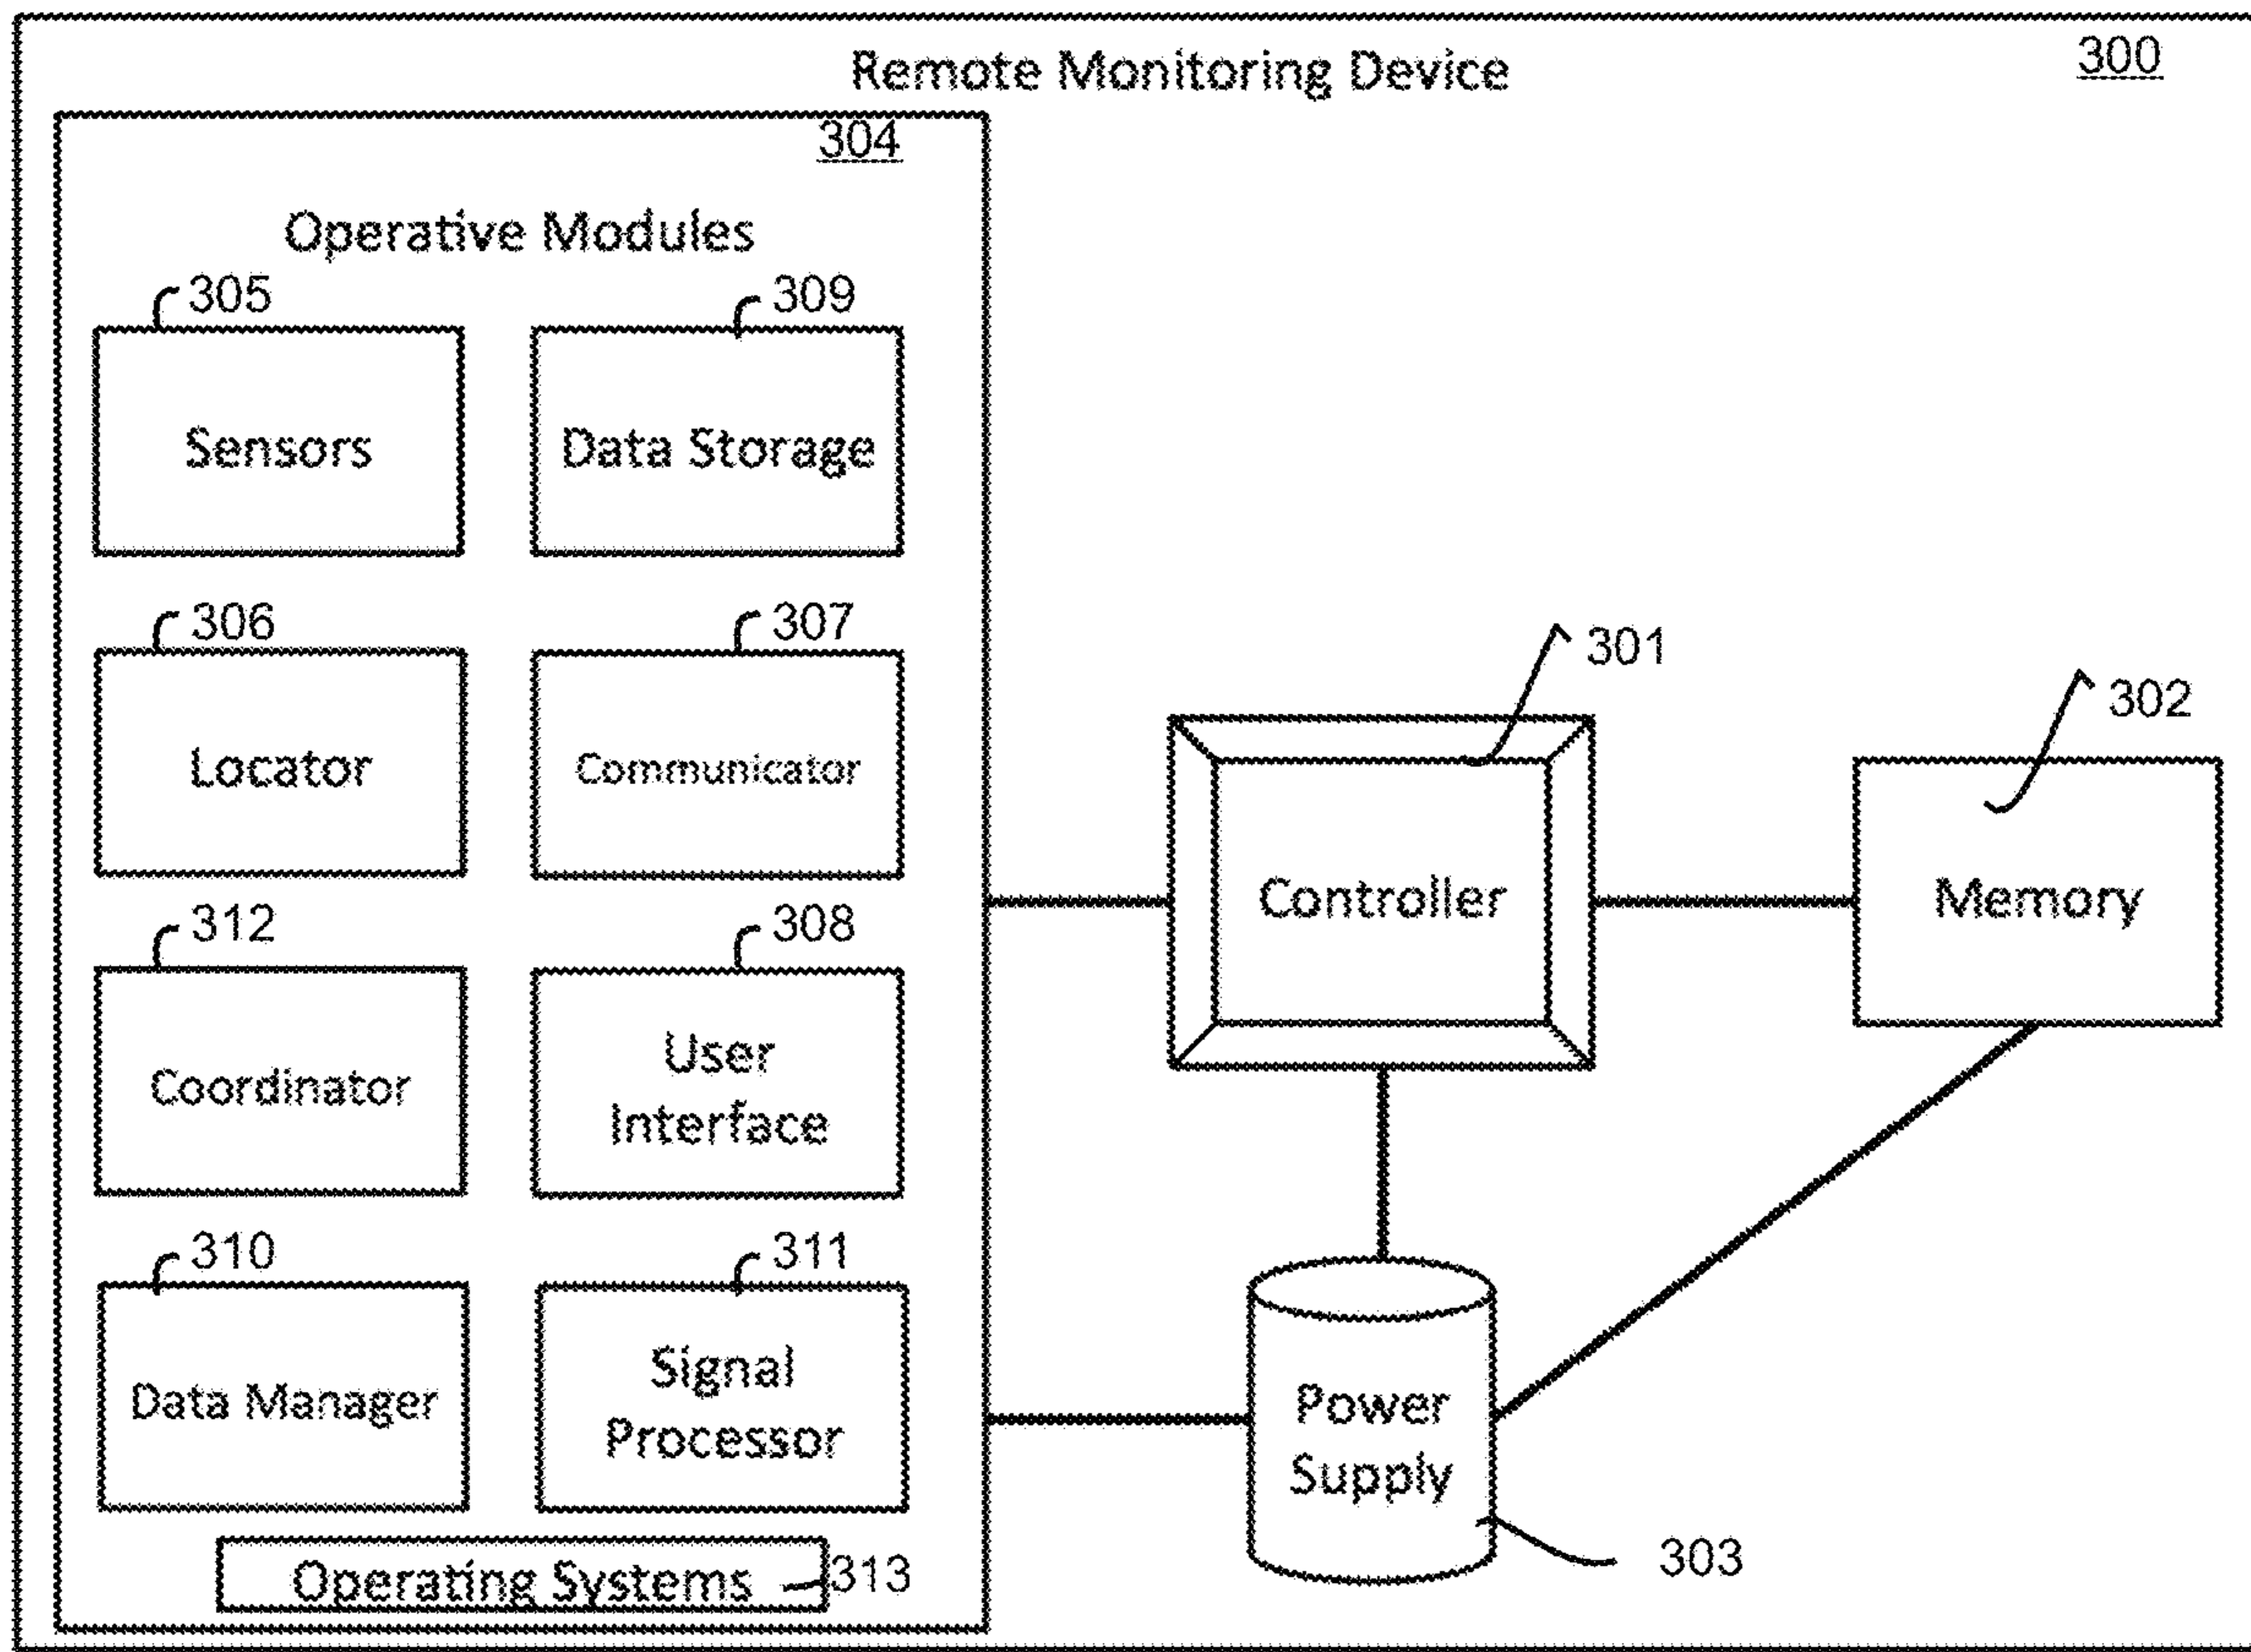 Remote Monitoring Device
300
304
Operative Modules
305
309
Sensors
Data Storage
306
307
Locator
Communicator
312
308
Coordinator
User
Interface
310
311
Data Manager
Signal
Processor
Operating Systems
313
301
Controller
302
Memory
Power
Supply
303